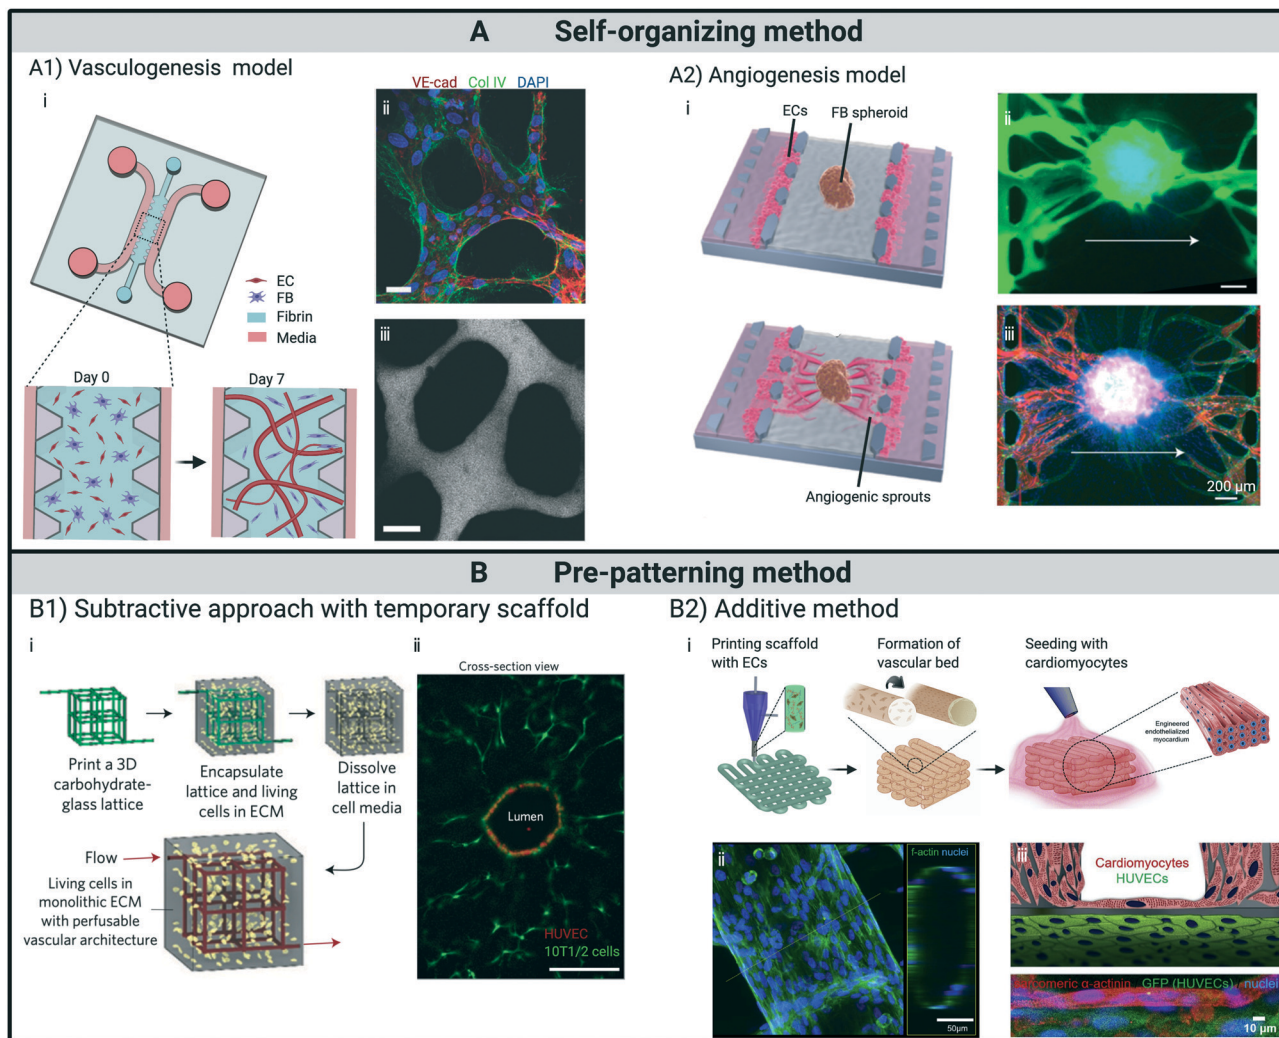 A Self-organizing method
A1) Vasculogenesis model
i
EC
FB
Fibrin
Media
Day 0
Day 7
VE-cad Col IV DAPI
ii
iii
A2) Angiogenesis model
i
ECs
FB spheroid
Angiogenic sprouts
ii
iii
200 µm
B Pre-patterning method
B1) Subtractive approach with temporary scaffold
i
Print a 3D
carbohydrate-
glass lattice
Encapsulate
lattice and living
cells in ECM
Dissolve
lattice in
cell media
Flow
Living cells in
monolithic ECM
with perfusable
vascular architecture
ii
Cross-section view
Lumen
HUVEC
10T1/2 cells
B2) Additive method
i
Printing scaffold
with ECs
Formation of
vascular bed
Seeding with
cardiomyocytes
Engineered
endothelialized
myocardium
ii
f-actin nuclei
50µm
iii
Cardiomyocytes
HUVECs
sarcomeric α-actinin GFP (HUVECs) nuclei
10 µm